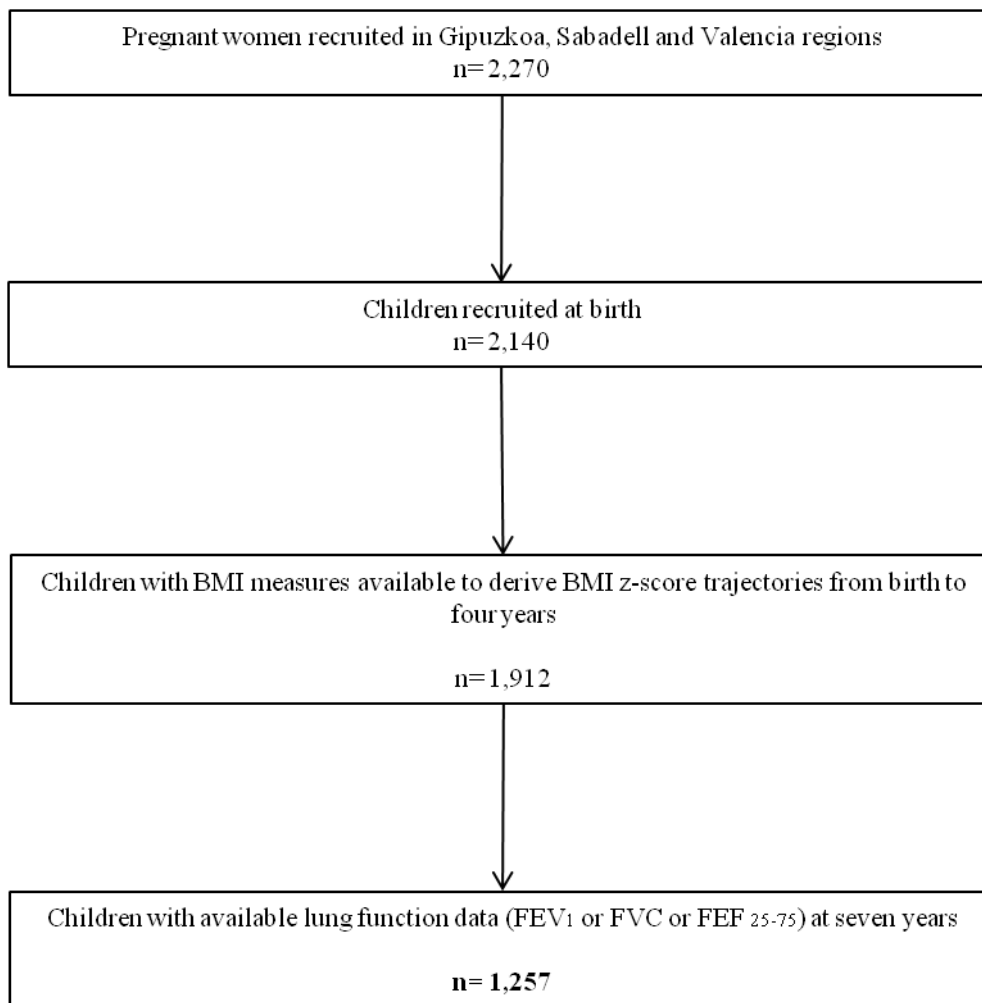 Pregnant women recruited in Gipuzkoa, Sabadell and Valencia regions
n=2,270
Children recruited at birth
n=2,140
Children with BMI measures available to derive BMI z-score trajectories from birth to
four years
n=1,912
Children with available lung function data (FEV1 or FVC or FEF 25-75) at seven years
n= 1,257